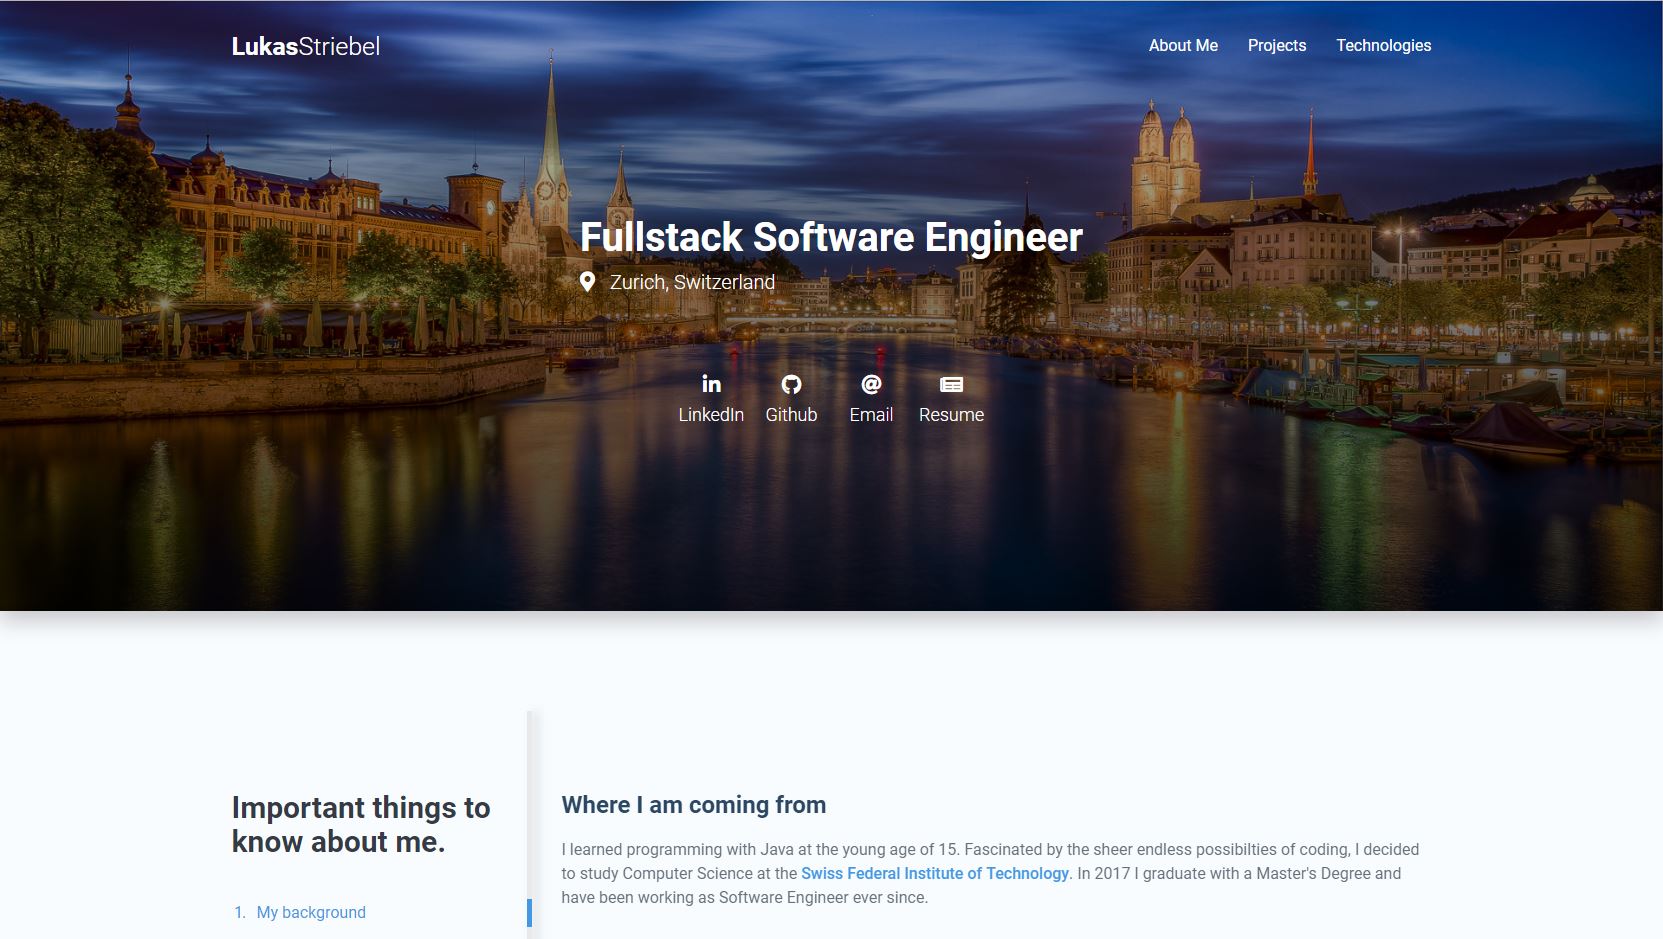 LukasStriebel
About Me Projects Technologies
Fullstack Software Engineer
Zurich, Switzerland
LinkedIn Github Email Resume
Important things to
know about me.
1. My background
Where I am coming from
I learned programming with Java at the young age of 15. Fascinated by the sheer endless possibilties of coding, I decided
to study Computer Science at the Swiss Federal Institute of Technology. In 2017 I graduate with a Master's Degree and
have been working as Software Engineer ever since.